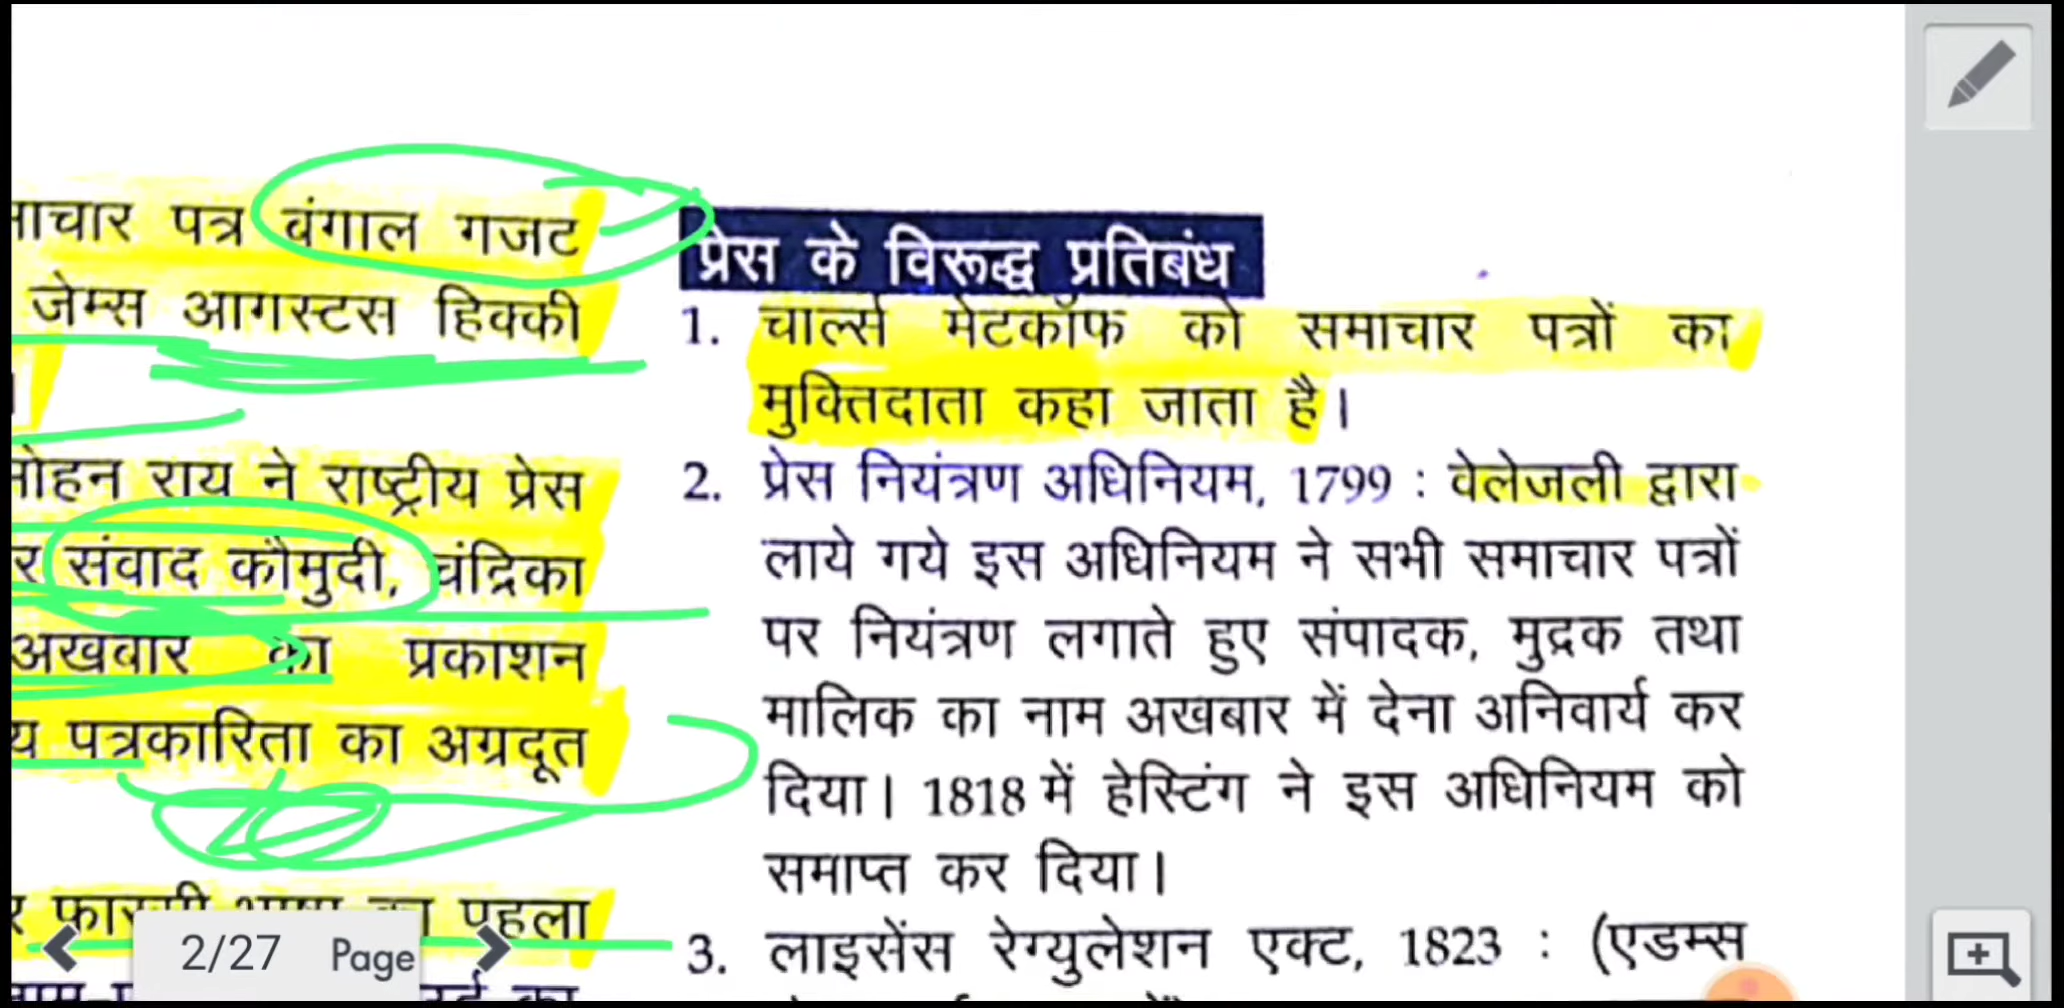 पत्र बंगाल गजट
जेम्स आगस्टस हिक्की
राय ने राष्ट्रीय प्रेस
संवाद कौमुदी, चंद्रिका
अखबार का प्रकाशन
पत्रकारिता का अग्रदूत
पहला
प्रेस के विरूद्ध प्रतिबंध
1. चार्ल्स मेटकॉफ को समाचार पत्रों का
मुक्तिदाता कहा जाता है।
2. प्रेस नियंत्रण अधिनियम, 1799 : वेलेजली द्वारा
लाये गये इस अधिनियम ने सभी समाचार पत्रों
पर नियंत्रण लगाते हुए संपादक, मुद्रक तथा
मालिक का नाम अखबार में देना अनिवार्य कर
दिया। 1818 में हेस्टिंग ने इस अधिनियम को
समाप्त कर दिया।
3. लाइसेंस रेग्युलेशन एक्ट, 1823 : (एडम्स
2/27 Page